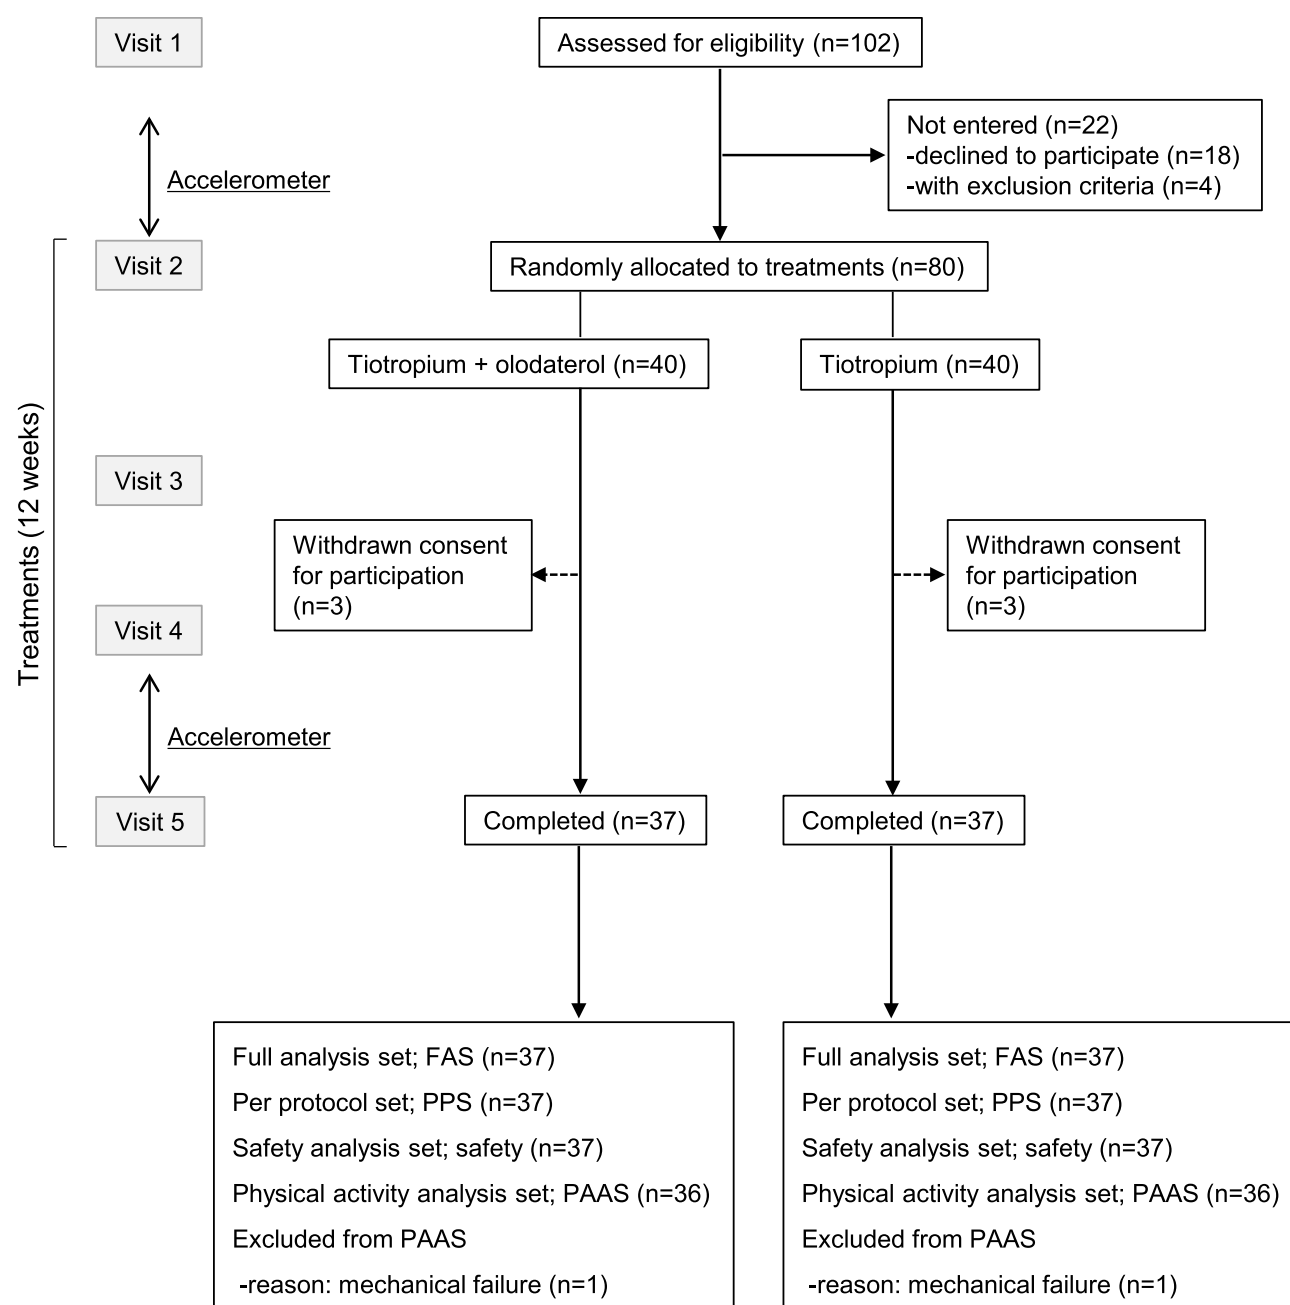 Visit 1
Assessed for eligibility (n=102)
Not entered (n=22)
-declined to participate (n=18)
-with exclusion criteria (n=4)
Accelerometer
Visit 2
Randomly allocated to treatments (n=80)
Tiotropium + olodaterol (n=40)
Tiotropium (n=40)
Treatments (12 weeks)
Visit 3
Withdrawn consent
for participation
(n=3)
Withdrawn consent
for participation
(n=3)
Visit 4
Accelerometer
Visit 5
Completed (n=37)
Completed (n=37)
Full analysis set; FAS (n=37)
Per protocol set; PPS (n=37)
Safety analysis set; safety (n=37)
Physical activity analysis set; PAAS (n=36)
Excluded from PAAS
-reason: mechanical failure (n=1)
Full analysis set; FAS (n=37)
Per protocol set; PPS (n=37)
Safety analysis set; safety (n=37)
Physical activity analysis set; PAAS (n=36)
Excluded from PAAS
-reason: mechanical failure (n=1)